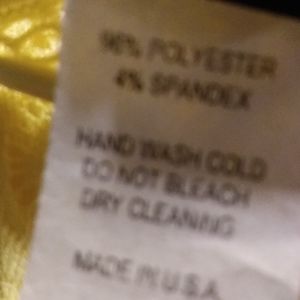 96% POLYESTER
4% SPANDEX
HAND WASH COLD
DO NOT BLEACH
DRY CLEANING
MADE IN U.S.A.